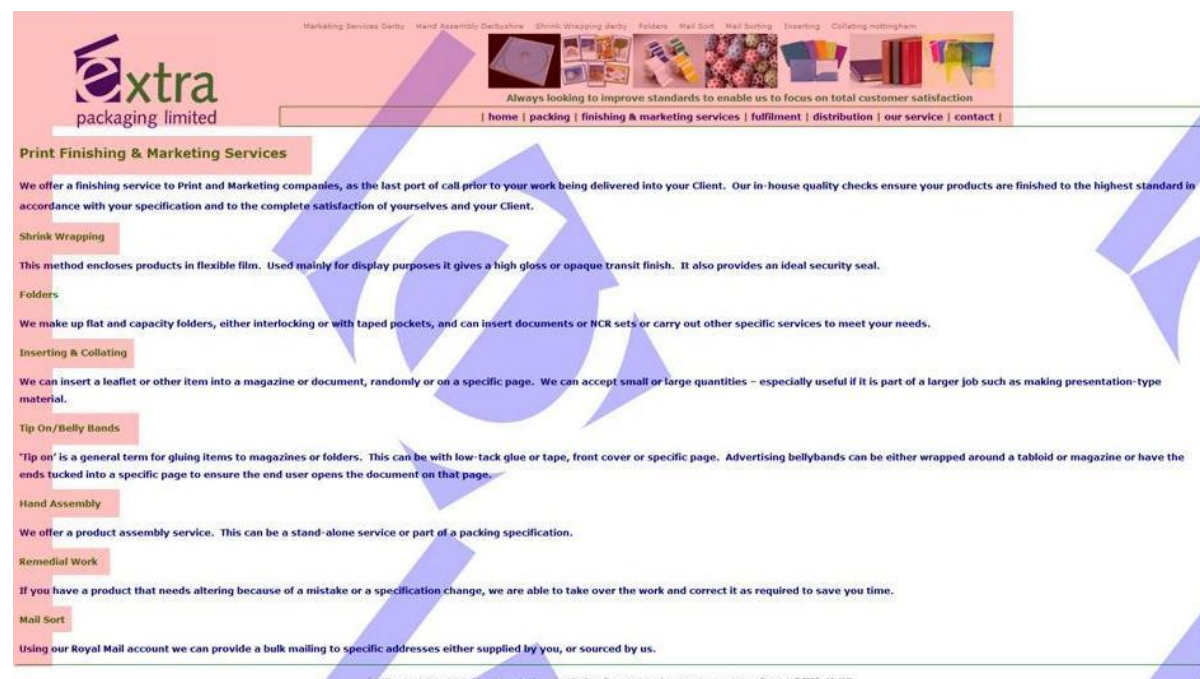 Marketing Services Derby Hand Assembly Derbyshire Shrink Wrapping derby Folders Mail Sort Mail Sorting Inserting Collating nottingham
extra
packaging limited
Always looking to improve standards to enable us to focus on total customer satisfaction
| home | packing | finishing & marketing services | fulfilment | distribution | our service | contact |
Print Finishing & Marketing Services
We offer a finishing service to Print and Marketing companies, as the last port of call prior to your work being delivered into your Client. Our in-house quality checks ensure your products are finished to the highest standard in
accordance with your specification and to the complete satisfaction of yourselves and your Client.
Shrink Wrapping
This method encloses products in flexible film. Used mainly for display purposes it gives a high gloss or opaque transit finish. It also provides an ideal security seal.
Folders
We make up flat and capacity folders, either interlocking or with taped pockets, and can insert documents or NCR sets or carry out other specific services to meet your needs.
Inserting & Collating
We can insert a leaflet or other item into a magazine or document, randomly or on a specific page. We can accept small or large quantities – especially useful if it is part of a larger job such as making presentation-type
material.
Tip On/Belly Bands
'Tip on' is a general term for gluing items to magazines or folders. This can be with low-tack glue or tape, front cover or specific page. Advertising bellybands can be either wrapped around a tabloid or magazine or have the
ends tucked into a specific page to ensure the end user opens the document on that page.
Hand Assembly
We offer a product assembly service. This can be a stand-alone service or part of a packing specification.
Remedial Work
If you have a product that needs altering because of a mistake or a specification change, we are able to take over the work and correct it as required to save you time.
Mail Sort
Using our Royal Mail account we can provide a bulk mailing to specific addresses either supplied by you, or sourced by us.